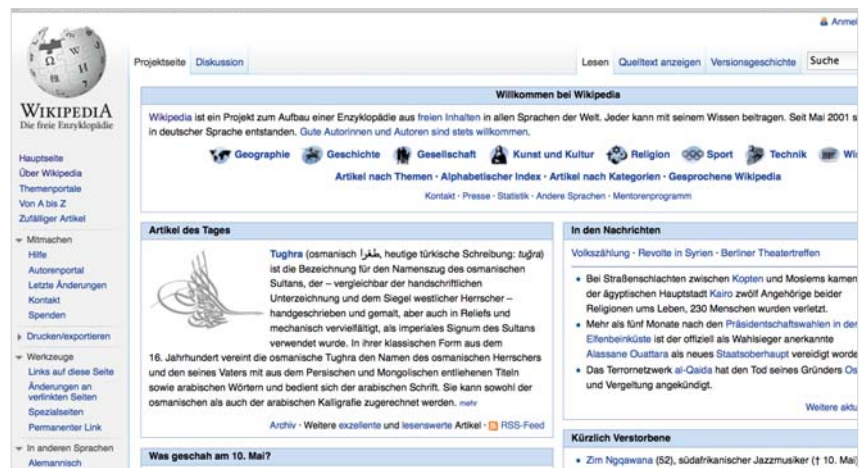 Anmel
Projektseite Diskussion Lesen Quelltext anzeigen Versionsgeschichte Suche
WIKIPEDIA
Die freie Enzyklopädie
Hauptseite
Über Wikipedia
Themenportale
Von A bis Z
Zufälliger Artikel
Mitmachen
Hilfe
Autorenportal
Letzte Änderungen
Kontakt
Spenden
Drucken/exportieren
Werkzeuge
Links auf diese Seite
Änderungen an
verlinkten Seiten
Spezialseiten
Permanenter Link
In anderen Sprachen
Alemannisch
Willkommen bei Wikipedia
Wikipedia ist ein Projekt zum Aufbau einer Enzyklopädie aus freien Inhalten in allen Sprachen der Welt. Jeder kann mit seinem Wissen beitragen. Seit Mai 2001 s
in deutscher Sprache entstanden. Gute Autorinnen und Autoren sind stets willkommen.
Geographie Geschichte Gesellschaft Kunst und Kultur Religion Sport Technik Wi
Artikel nach Themen · Alphabetischer Index · Artikel nach Kategorien · Gesprochene Wikipedia
Kontakt · Presse · Statistik · Andere Sprachen · Mentorenprogramm
Artikel des Tages
Tughra (osmanisch طغرا, heutige türkische Schreibung: tuğra)
ist die Bezeichnung für den Namenszug des osmanischen
Sultans, der – vergleichbar der handschriftlichen
Unterzeichnung und dem Siegel westlicher Herrscher –
handgeschrieben und gemalt, aber auch in Reliefs und
mechanisch vervielfältigt, als imperiales Signum des Sultans
verwendet wurde. In ihrer klassischen Form aus dem
16. Jahrhundert vereint die osmanische Tughra den Namen des osmanischen Herrschers
und den seines Vaters mit aus dem Persischen und Mongolischen entliehenen Titeln
sowie arabischen Wörtern und bedient sich der arabischen Schrift. Sie kann sowohl der
osmanischen als auch der arabischen Kalligrafie zugerechnet werden. mehr
Archiv · Weitere exzellente und lesenswerte Artikel · RSS-Feed
Was geschah am 10. Mai?
In den Nachrichten
Volkszählung · Revolte in Syrien · Berliner Theatertreffen
Bei Straßenschlachten zwischen Kopten und Moslems kamen
der ägyptischen Hauptstadt Kairo zwölf Angehörige beider
Religionen ums Leben, 230 Menschen wurden verletzt.
Mehr als fünf Monate nach den Präsidentschaftswahlen in der
Elfenbeinküste ist der offiziell als Wahlsieger anerkannte
Alassane Ouattara als neues Staatsoberhaupt vereidigt worde
Das Terrornetzwerk al-Qaida hat den Tod seines Gründers Os
und Vergeltung angekündigt.
Weitere aktu
Kürzlich Verstorbene
Zim Ngqawana (52), südafrikanischer Jazzmusiker († 10. Mai)